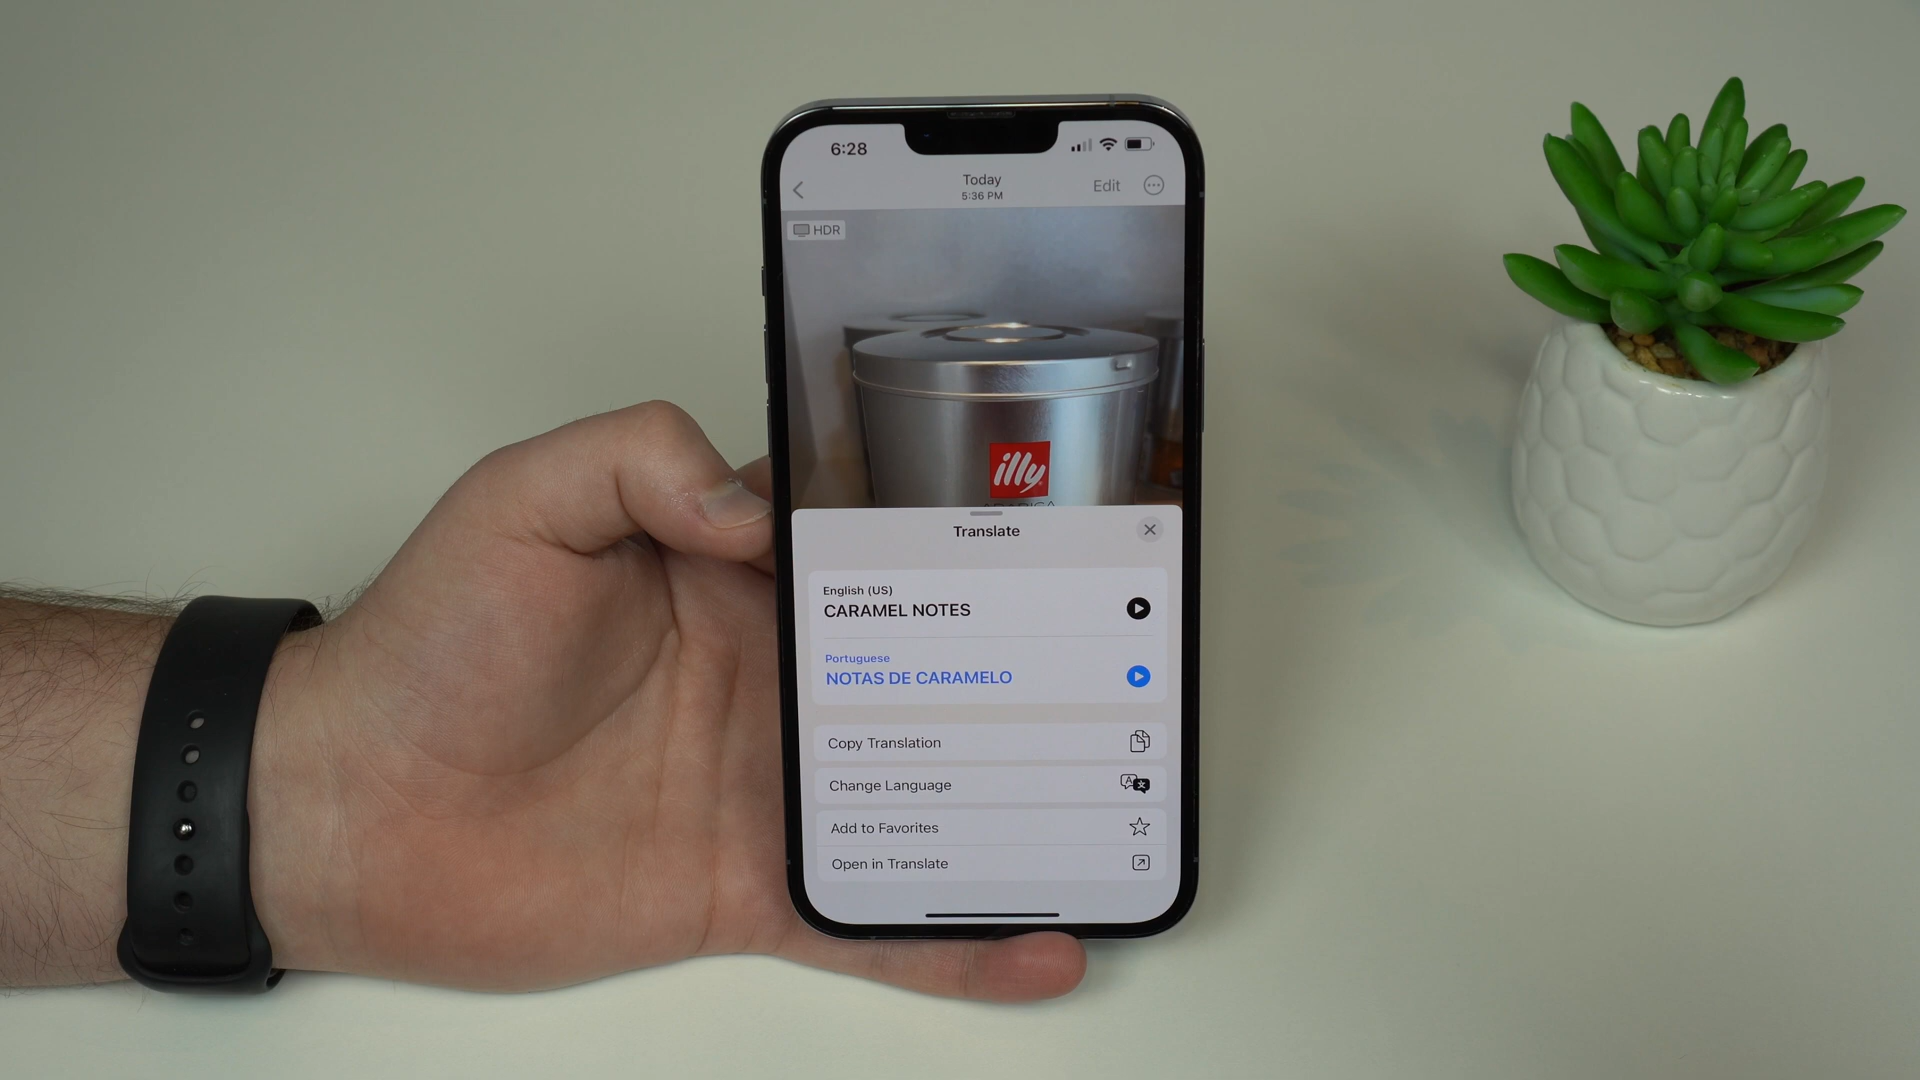 6:28
Today
5:36 PM
Edit
HDR
illy
ARABICA
Translate
English (US)
CARAMEL NOTES
Portuguese
NOTAS DE CARAMELO
Copy Translation
Change Language
Add to Favorites
Open in Translate